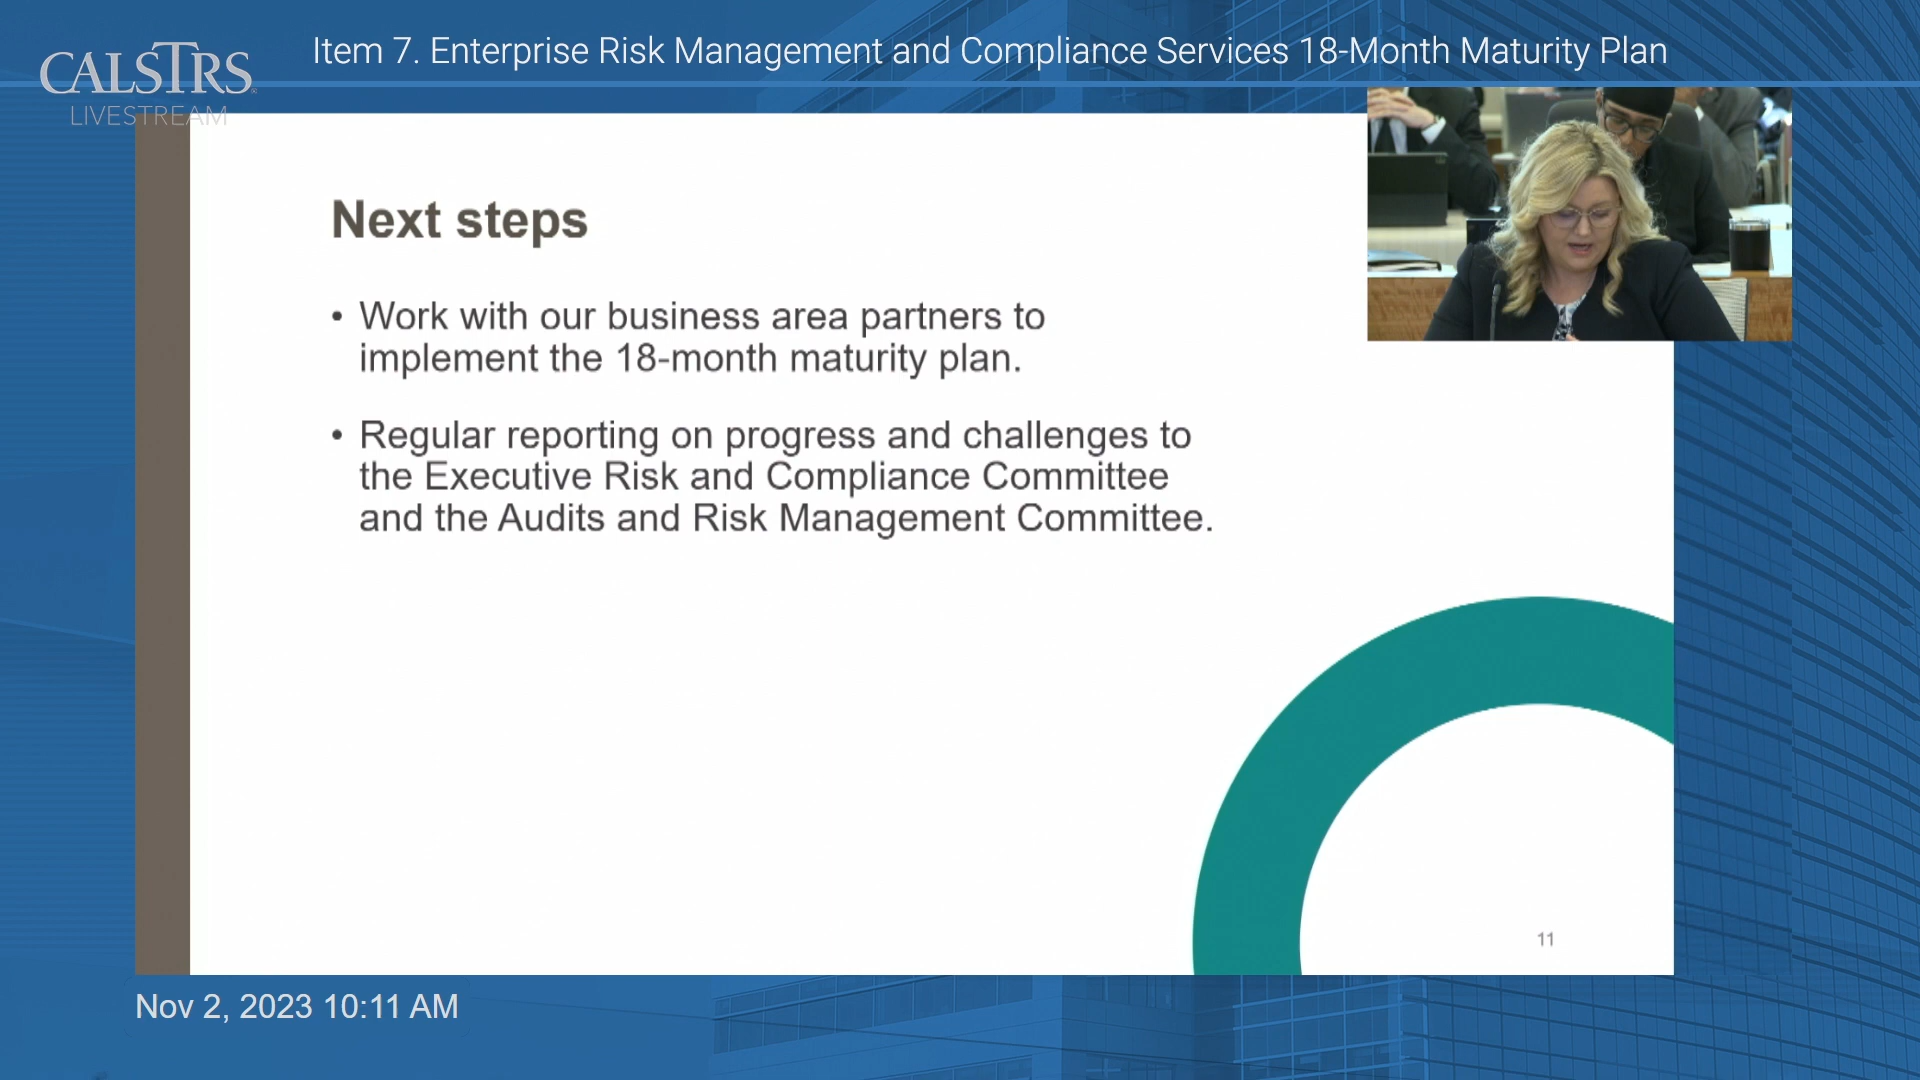 CALSTRS
LIVESTREAM
Item 7. Enterprise Risk Management and Compliance Services 18-Month Maturity Plan
Next steps
• Work with our business area partners to
implement the 18-month maturity plan.
• Regular reporting on progress and challenges to
the Executive Risk and Compliance Committee
and the Audits and Risk Management Committee.
11
Nov 2, 2023 10:11 AM